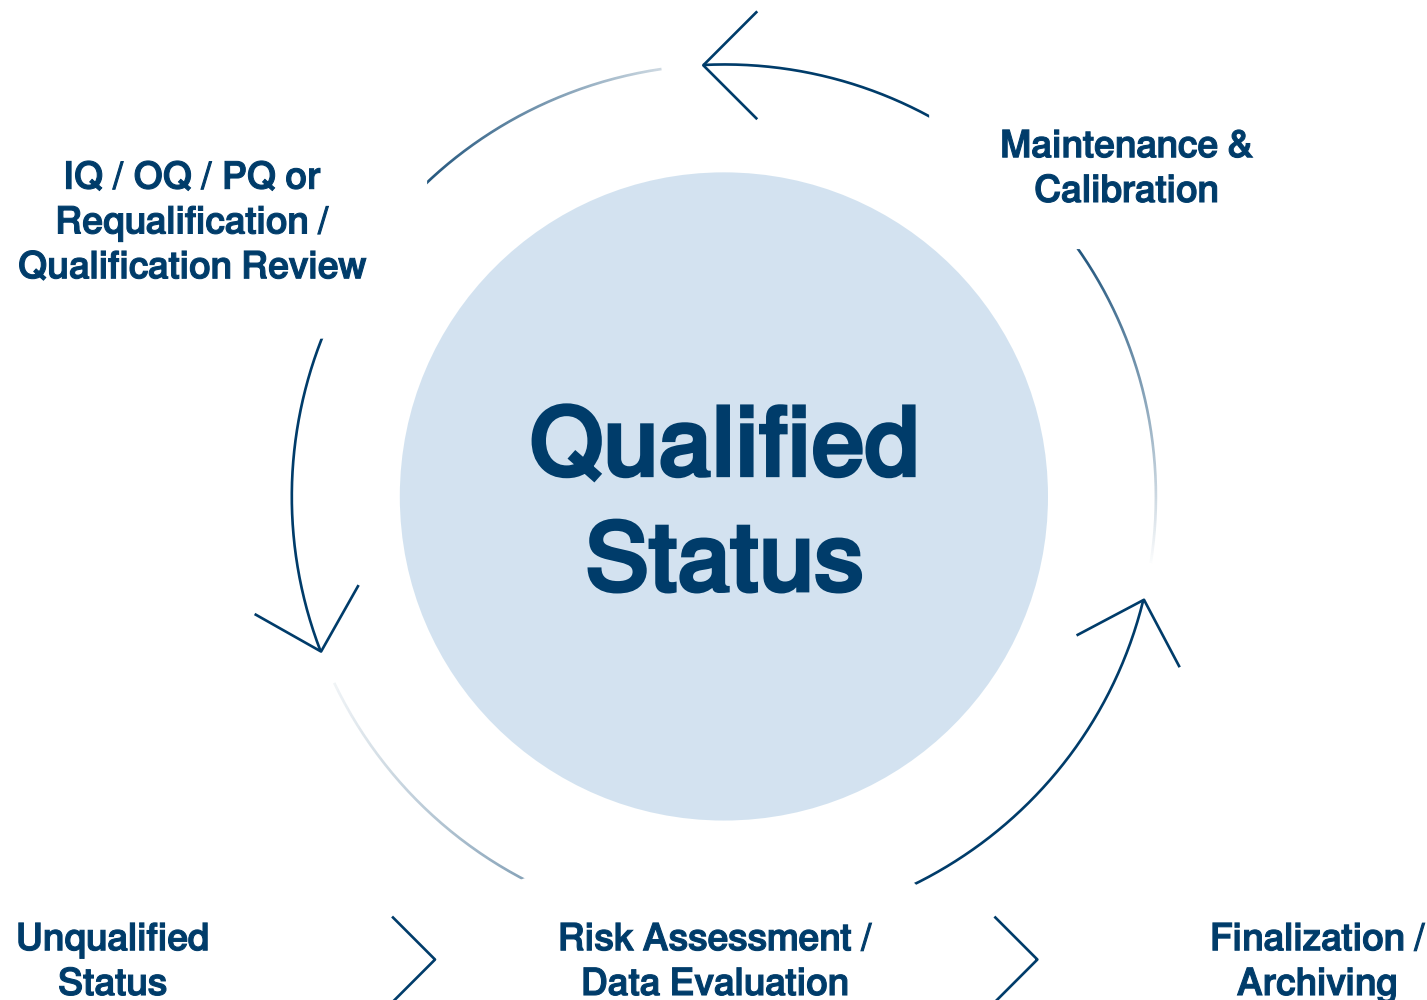 Maintenance &
Calibration
IQ / OQ / PQ or
Requalification /
Qualification Review
Qualified
Status
Unqualified
Status
Risk Assessment /
Data Evaluation
Finalization /
Archiving